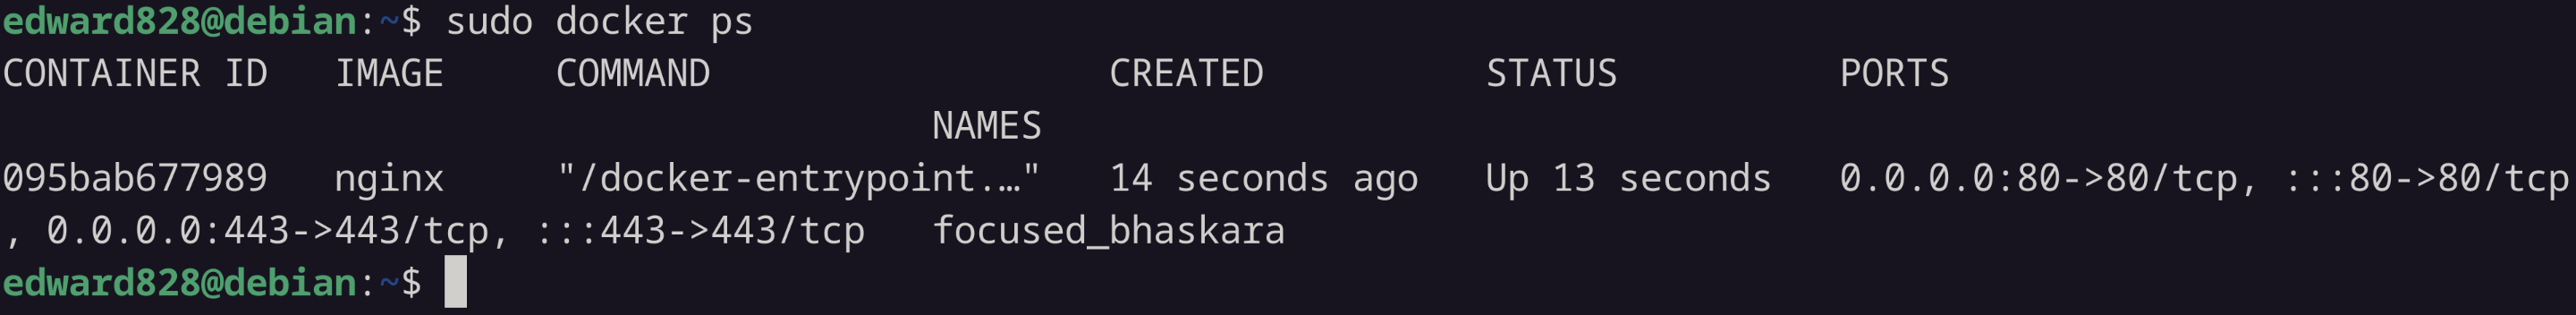 edward828@debian:~$ sudo docker ps
CONTAINER ID   IMAGE     COMMAND                  CREATED          STATUS          PORTS
                                          NAMES
095bab677989   nginx     "/docker-entrypoint.…"   14 seconds ago   Up 13 seconds   0.0.0.0:80->80/tcp, :::80->80/tcp
, 0.0.0.0:443->443/tcp, :::443->443/tcp   focused_bhaskara
edward828@debian:~$